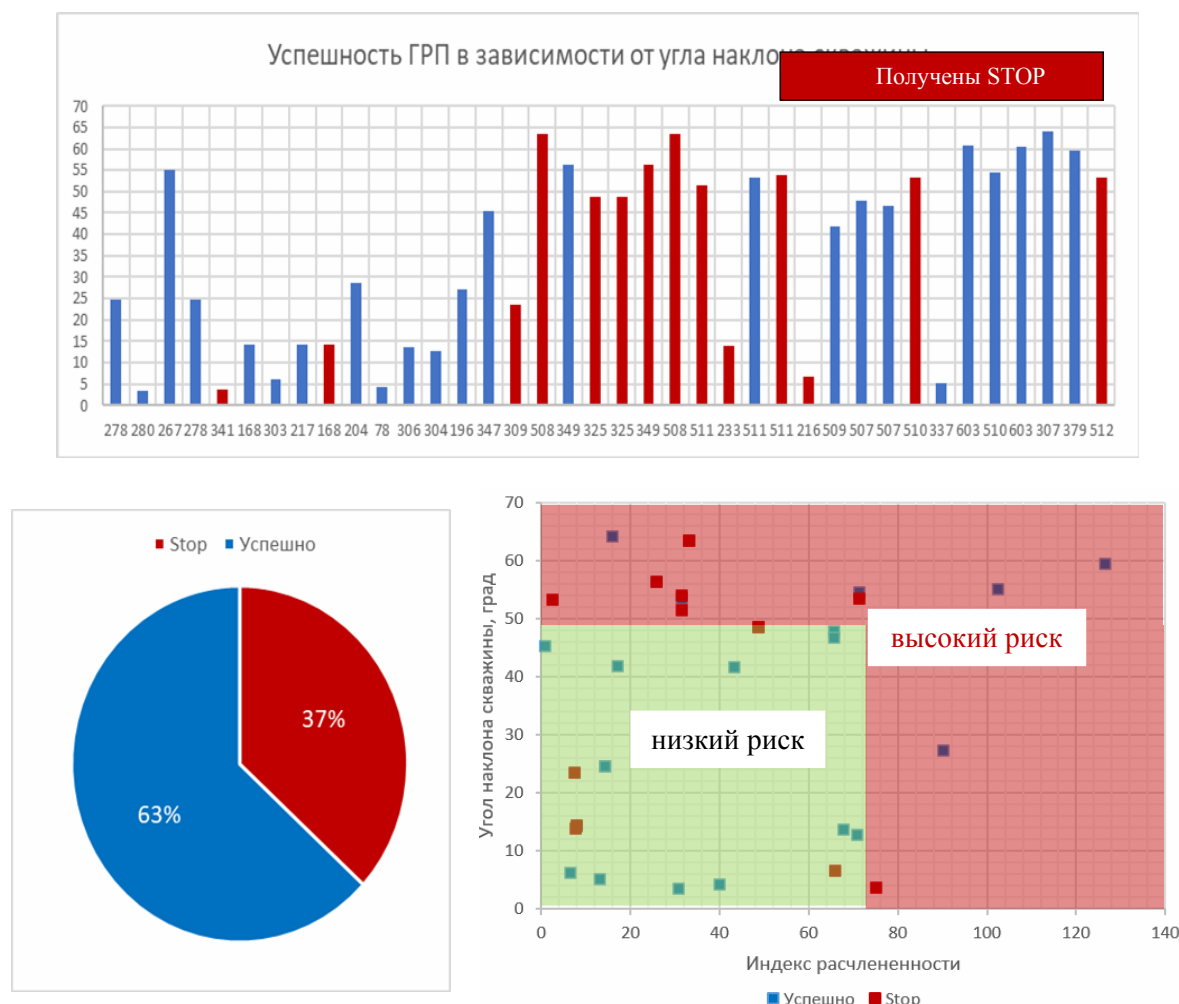 Успешность ГРП в зависимости от угла накло
Получены STOP
70
65
60
55
50
45
40
35
30
25
20
15
10
5
0
278 280 267 278 341 168 303 217 168 204 78 306 304 196 347 309 508 349 325 325 349 508 511 233 511 511 216 509 507 507 510 337 603 510 603 307 379 512
Stop Успешно
37%
63%
70
60
50
40
30
20
10
0
Угол наклона скважины, град
высокий риск
низкий риск
0 20 40 60 80 100 120 140
Индекс расчлененности
Успешно Stop